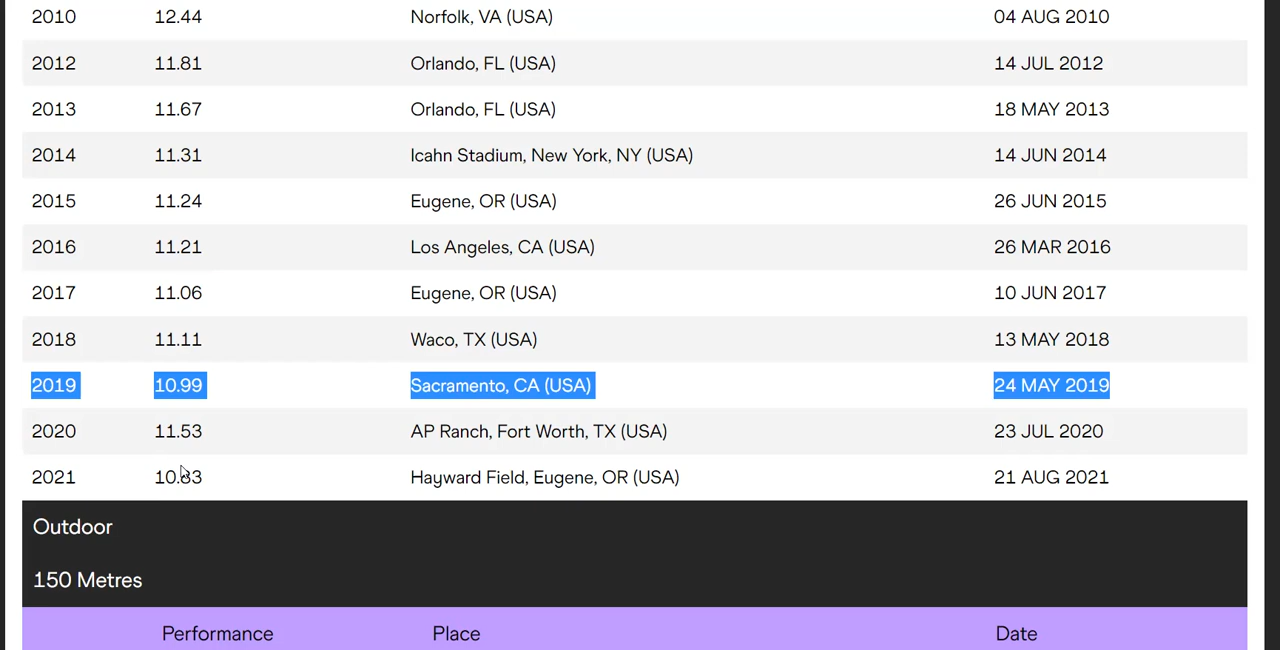 2010 12.44 Norfolk, VA (USA) 04 AUG 2010
2012 11.81 Orlando, FL (USA) 14 JUL 2012
2013 11.67 Orlando, FL (USA) 18 MAY 2013
2014 11.31 Icahn Stadium, New York, NY (USA) 14 JUN 2014
2015 11.24 Eugene, OR (USA) 26 JUN 2015
2016 11.21 Los Angeles, CA (USA) 26 MAR 2016
2017 11.06 Eugene, OR (USA) 10 JUN 2017
2018 11.11 Waco, TX (USA) 13 MAY 2018
2019 10.99 Sacramento, CA (USA) 24 MAY 2019
2020 11.53 AP Ranch, Fort Worth, TX (USA) 23 JUL 2020
2021 Hayward Field, Eugene, OR (USA) 21 AUG 2021
Outdoor
150 Metres
Performance Place Date